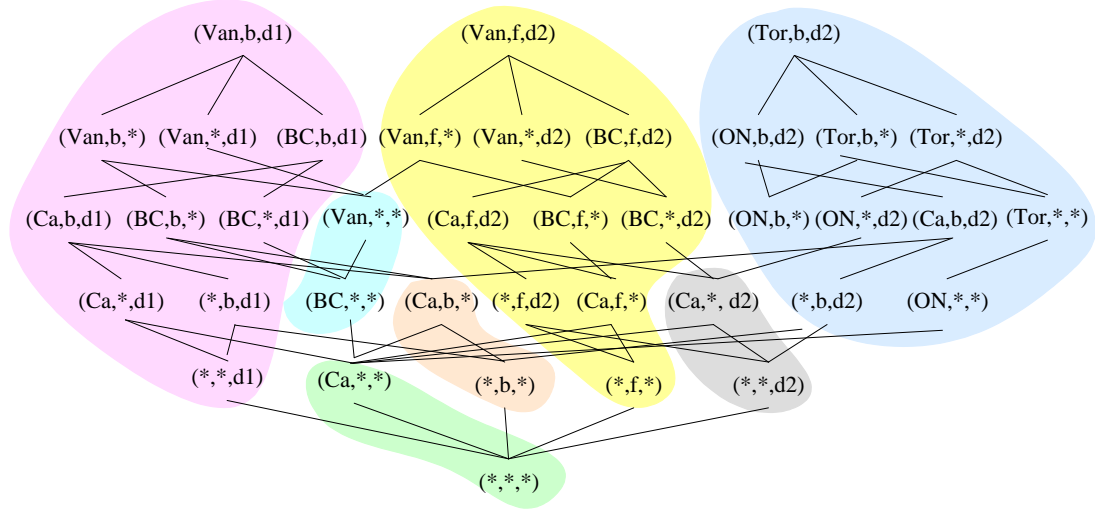 (Van,b,d1) (Van,f,d2) (Tor,b,d2)
(Van,b,*) (Van,*,d1) (BC,b,d1) (Van,f,*) (Van,*,d2) (BC,f,d2) (ON,b,d2) (Tor,b,*) (Tor,*,d2)
(Ca,b,d1) (BC,b,*) (BC,*,d1) (Van,*,*) (Ca,f,d2) (BC,f,*) (BC,*,d2) (ON,b,*) (ON,*,d2) (Ca,b,d2) (Tor,*,*)
(Ca,*,d1) (*,b,d1) (BC,*,*) (Ca,b,*) (*,f,d2) (Ca,f,*) (Ca,*, d2) (*,b,d2) (ON,*,*)
(*,*,d1) (Ca,*,*) (*,b,*) (*,f,*) (*,*,d2)
(*,*,*)